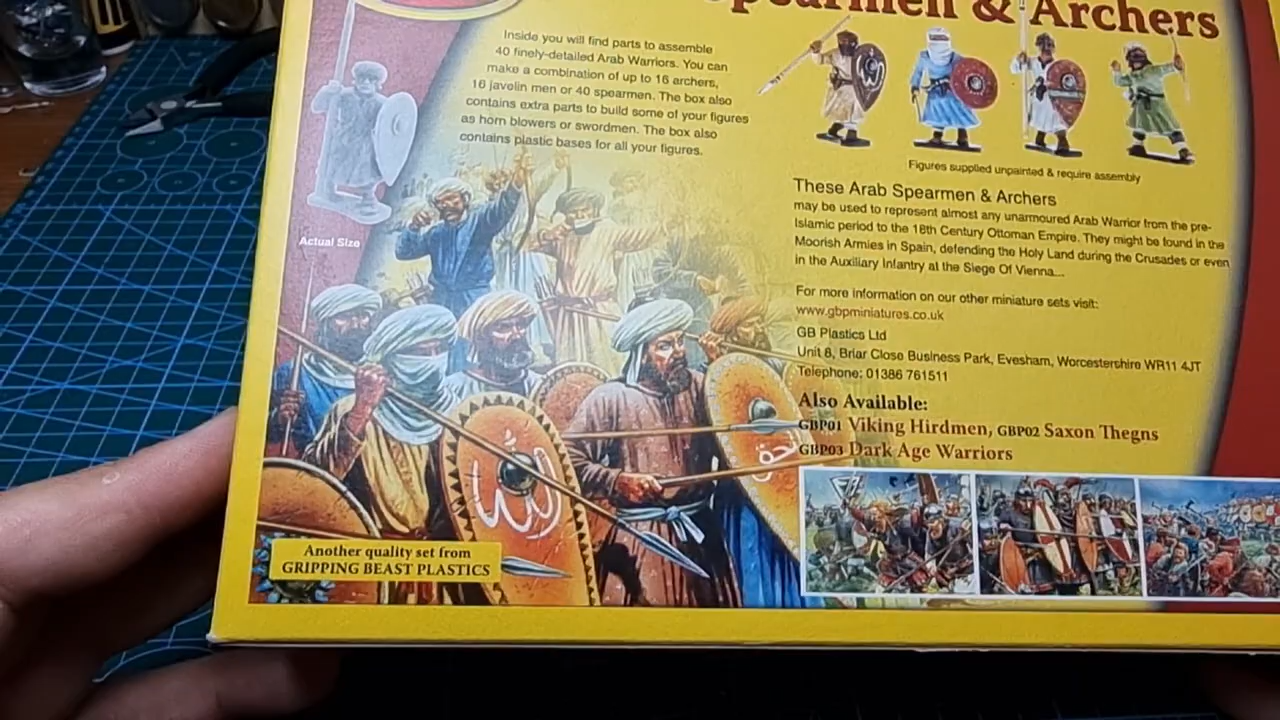 Spearmen & Archers
Inside you will find parts to assemble
40 finely-detailed Arab Warriors. You can
make a combination of up to 16 archers,
16 javelin men or 40 spearmen. The box also
contains extra parts to build some of your figures
as horn blowers or swordmen. The box also
contains plastic bases for all your figures.
Figures supplied unpainted & require assembly
These Arab Spearmen & Archers
may be used to represent almost any unarmoured Arab Warrior from the pre-
Islamic period to the 18th Century Ottoman Empire. They might be found in the
Moorish Armies in Spain, defending the Holy Land during the Crusades or even
in the Auxiliary Infantry at the Siege Of Vienna...
Actual Size
For more information on our other miniature sets visit:
www.gbpminiatures.co.uk
GB Plastics Ltd
Unit 8, Briar Close Business Park, Evesham, Worcestershire WR11 4JT
Telephone: 01386 761511
Also Available:
GBP01 Viking Hirdmen, GBP02 Saxon Thegns
GBP03 Dark Age Warriors
Another quality set from
GRIPPING BEAST PLASTICS